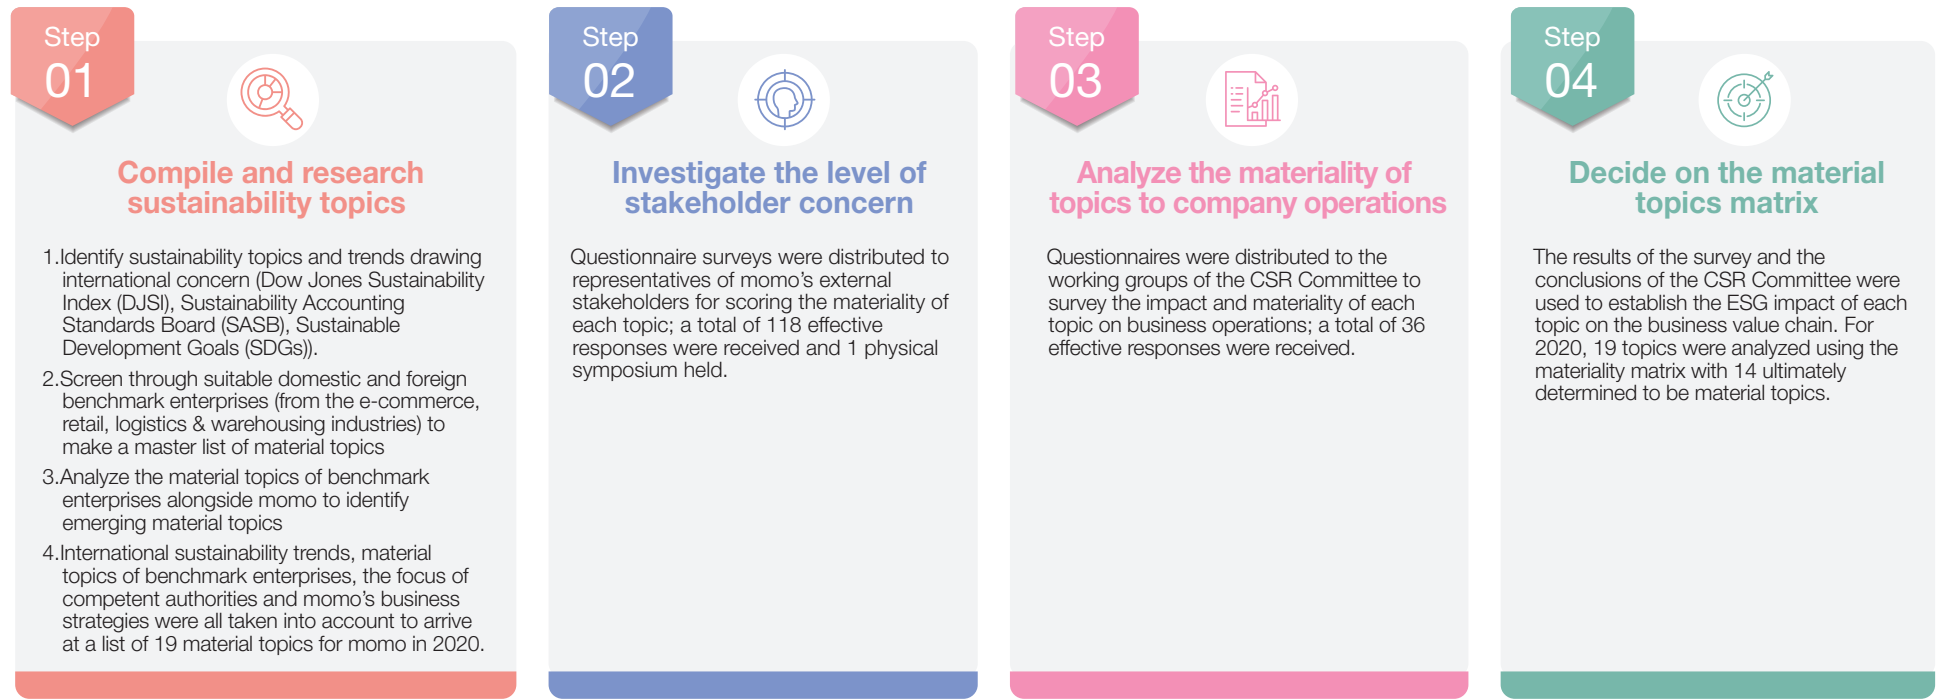 Step
01
Compile and research
sustainability topics
1.Identify sustainability topics and trends drawing
international concern (Dow Jones Sustainability
Index (DJSI), Sustainability Accounting
Standards Board (SASB), Sustainable
Development Goals (SDGs)).
2.Screen through suitable domestic and foreign
benchmark enterprises (from the e-commerce,
retail, logistics & warehousing industries) to
make a master list of material topics
3.Analyze the material topics of benchmark
enterprises alongside momo to identify
emerging material topics
4.International sustainability trends, material
topics of benchmark enterprises, the focus of
competent authorities and momo's business
strategies were all taken into account to arrive
at a list of 19 material topics for momo in 2020.
Step
02
Investigate the level of
stakeholder concern
Questionnaire surveys were distributed to
representatives of momo's external
stakeholders for scoring the materiality of
each topic; a total of 118 effective
responses were received and 1 physical
symposium held.
Step
03
Analyze the materiality of
topics to company operations
Questionnaires were distributed to the
working groups of the CSR Committee to
survey the impact and materiality of each
topic on business operations; a total of 36
effective responses were received.
Step
04
Decide on the material
topics matrix
The results of the survey and the
conclusions of the CSR Committee were
used to establish the ESG impact of each
topic on the business value chain. For
2020, 19 topics were analyzed using the
materiality matrix with 14 ultimately
determined to be material topics.